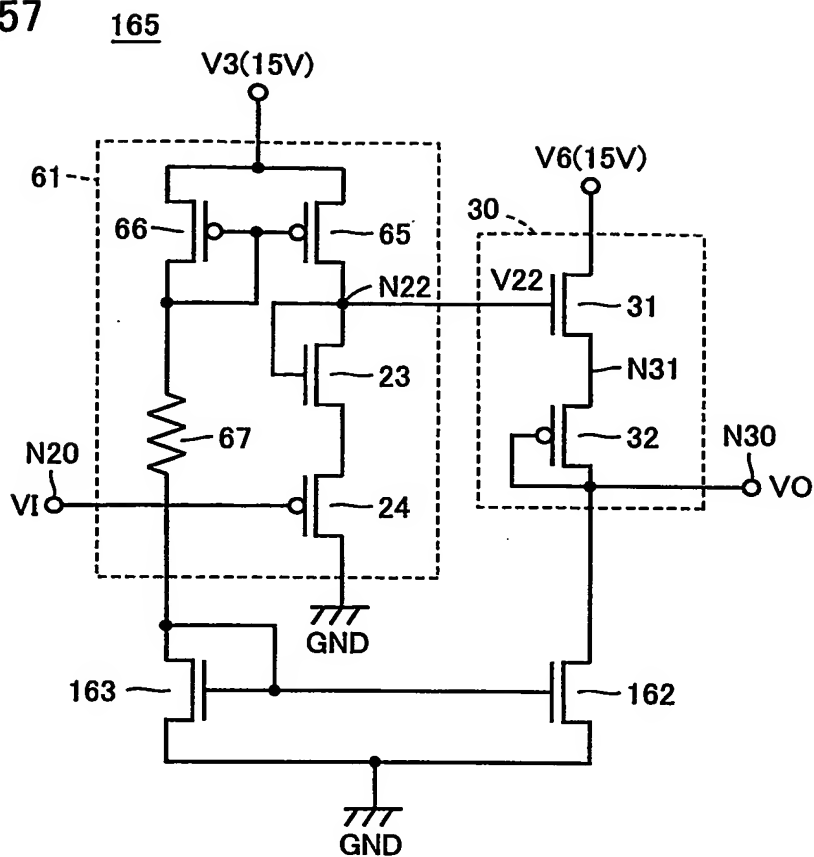 57
165
V3(15V)
61
V6(15V)
30
66
65
N22
V22
31
N31
23
67
32
N30
N20
VI
VO
24
GND
163
162
GND